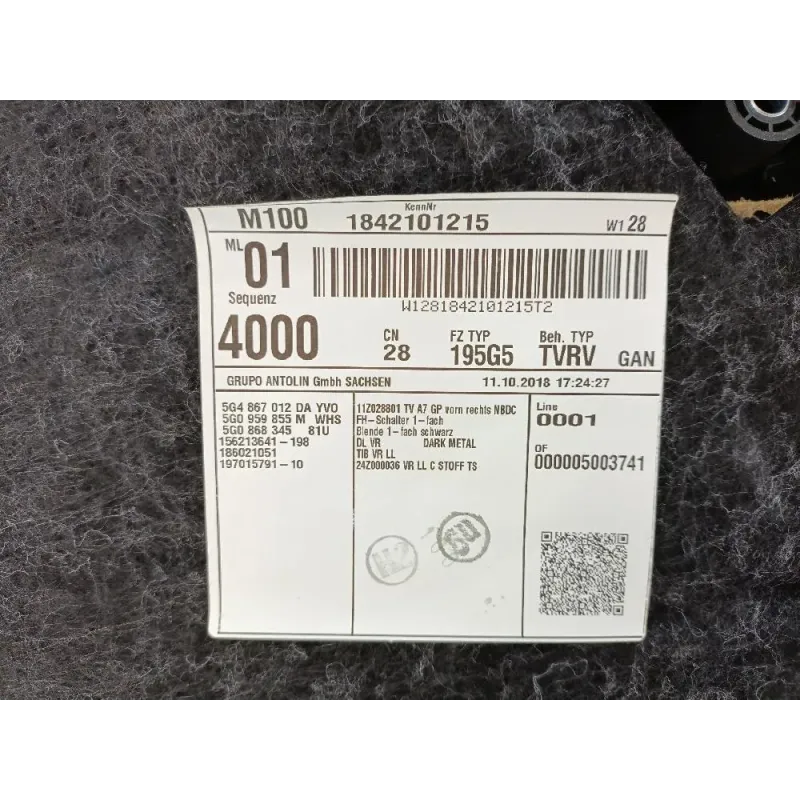 KennNr
M100 1842101215 W1 28
ML 01
W1281842101215T2
Sequenz
4000
CN 28
FZ TYP 195G5
Beh. TYP TVRV GAN
GRUPO ANTOLIN Gmbh SACHSEN 11.10.2018 17:24:27
5G4 867 012 DA YVO
5G0 959 855 M WHS
5G0 868 345 81U
156213641-198
186021051
197015791-10
11Z028801 TV A7 GP vorn rechts NBDC
FH-Schalter 1-fach
Blende 1-fach schwarz
DL VR DARK METAL
TIB VR LL
24Z000036 VR LL C STOFF TS
Line
0001
OF
000005003741
H2